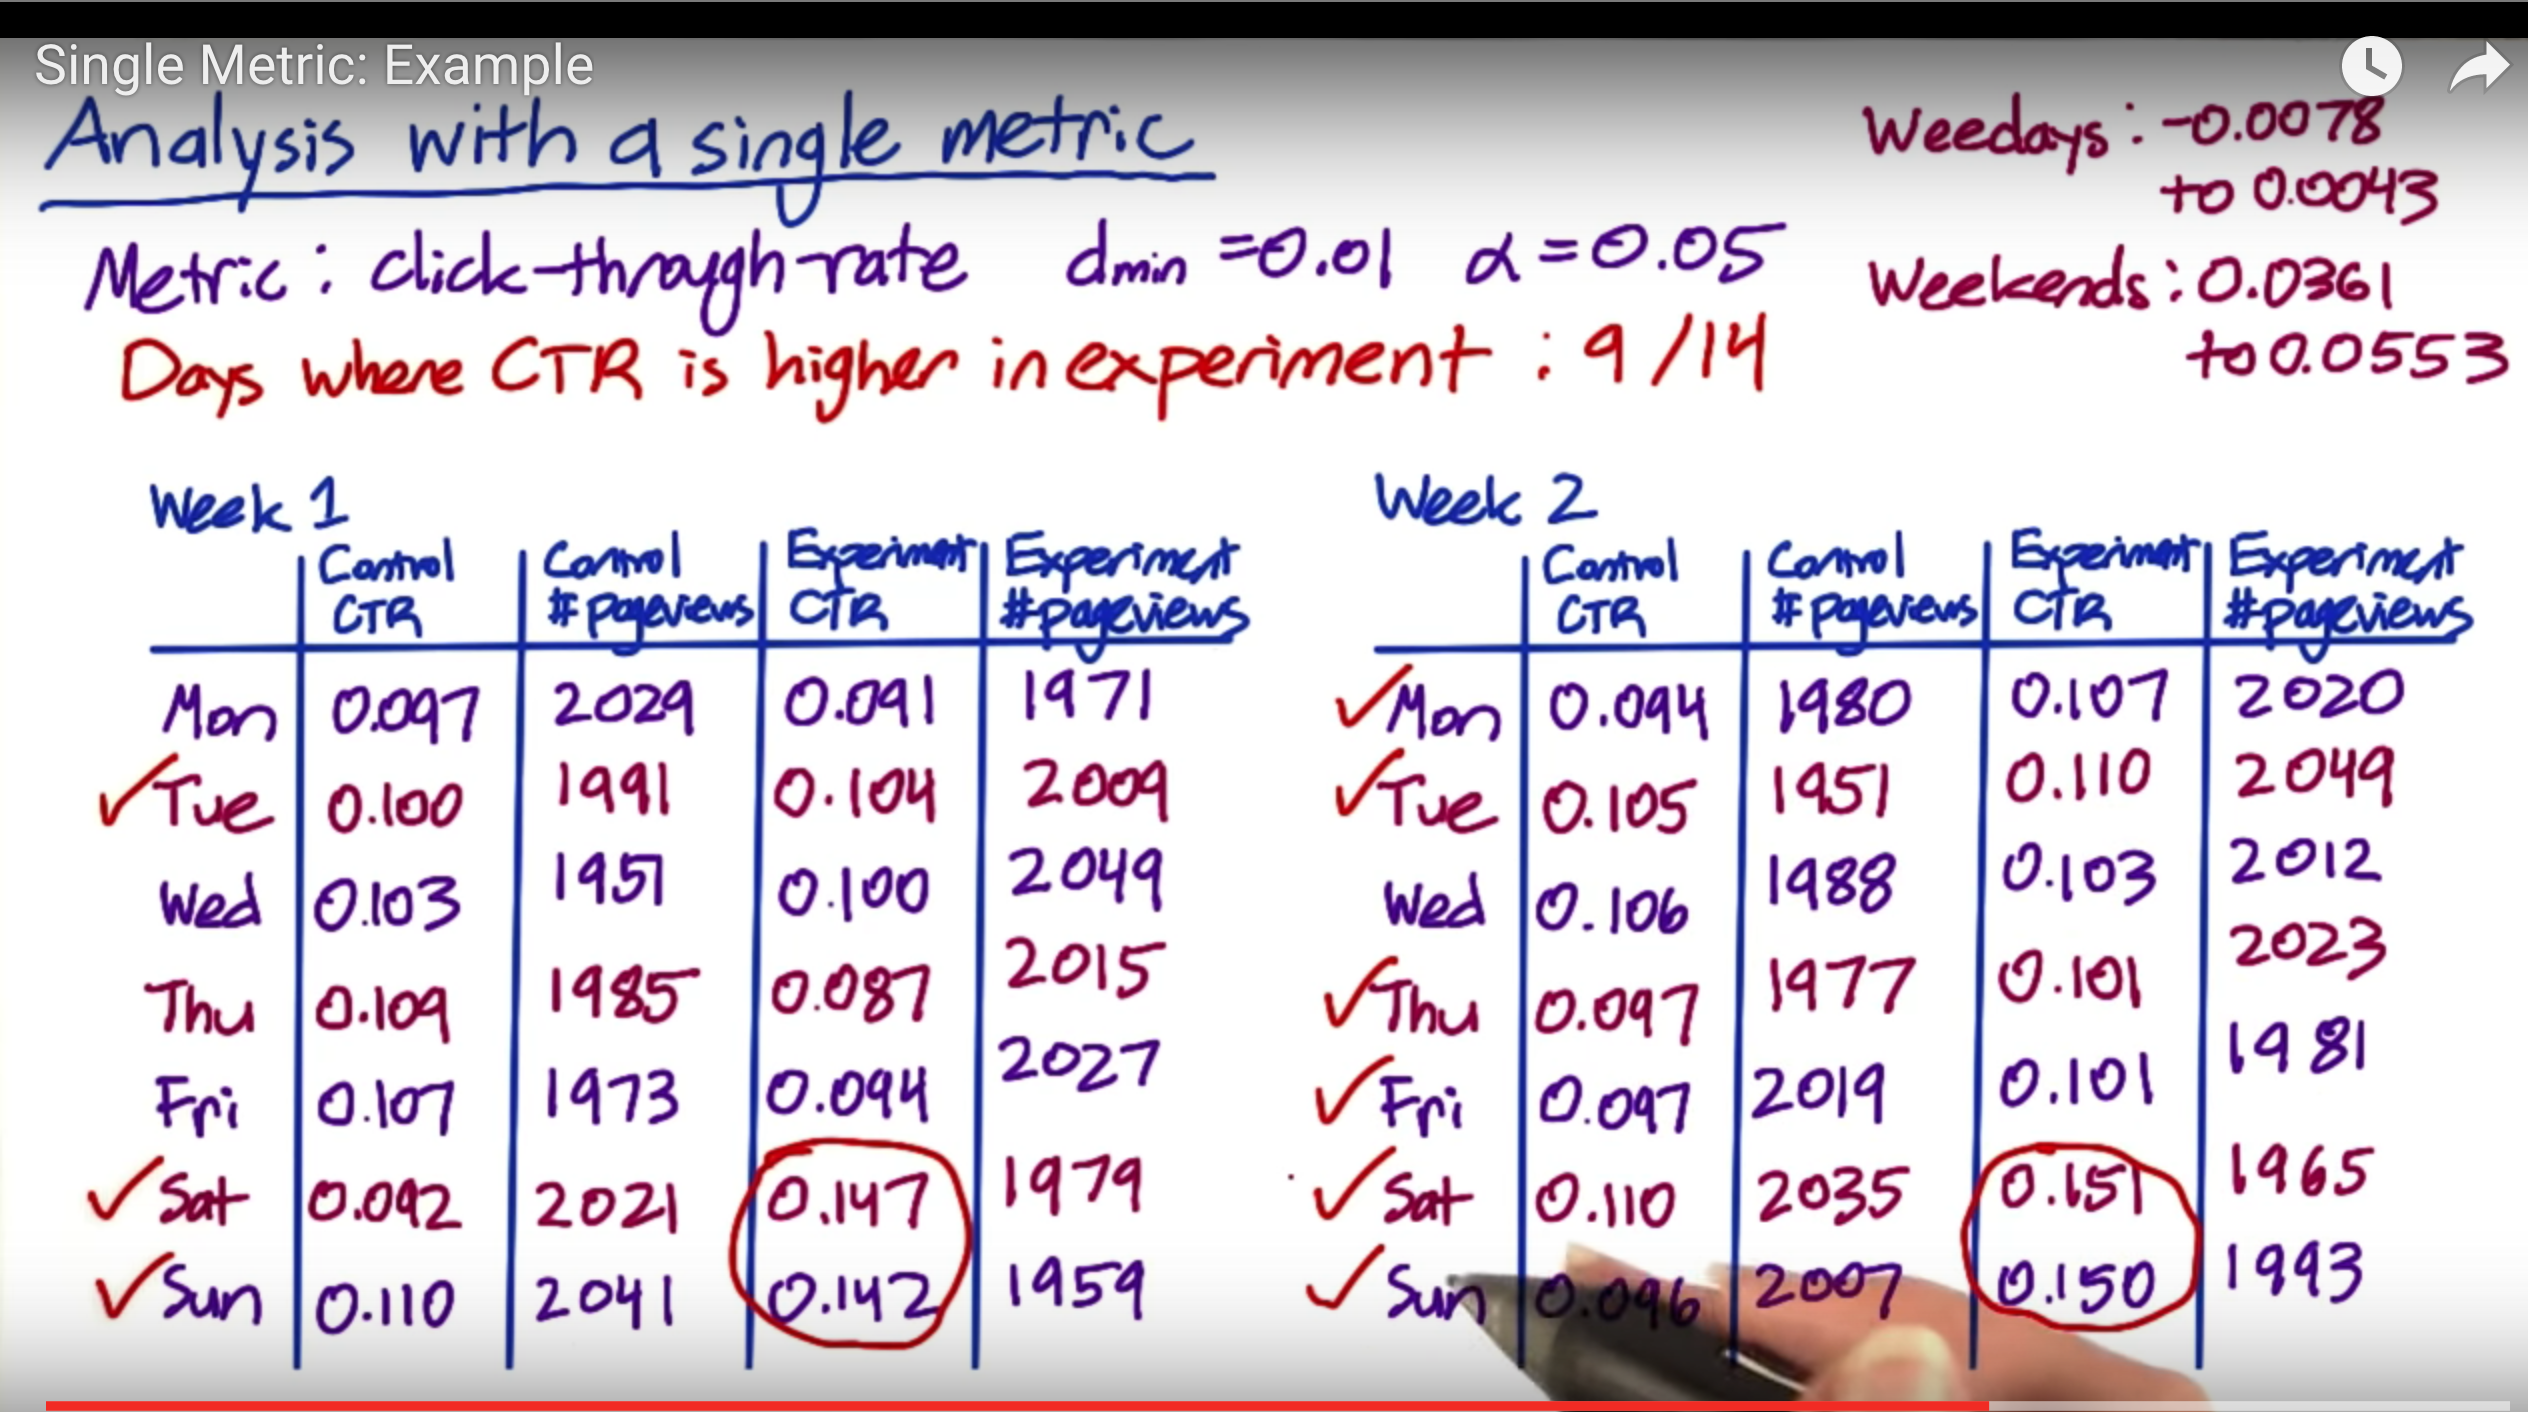 Single Metric: Example
Analysis with a single metric
Metric: click-through-rate dmin =0.01 α=0.05
Days where CTR is higher in experiment: 9/14
Weedays: -0.0078
to 0.0043
Weekends: 0.0361
to 0.0553
Week 1
Control CTR Control # pageviews Experiment CTR Experiment # pageviews
Mon 0.097 2029 0.091 1971
✓Tue 0.100 1991 0.104 2009
Wed 0.103 1951 0.100 2049
Thu 0.109 1985 0.087 2015
Fri 0.107 1973 0.094 2027
✓Sat 0.092 2021 0.147 1979
✓Sun 0.110 2041 0.142 1959
Week 2
Control CTR Control # pageviews Experiment CTR Experiment # pageviews
✓Mon 0.094 1980 0.107 2020
✓Tue 0.105 1951 0.110 2049
Wed 0.106 1988 0.103 2012
✓Thu 0.097 1977 0.101 2023
✓Fri 0.097 2019 0.101 1981
✓Sat 0.110 2035 0.151 1965
✓Sun 0.096 2007 0.150 1993